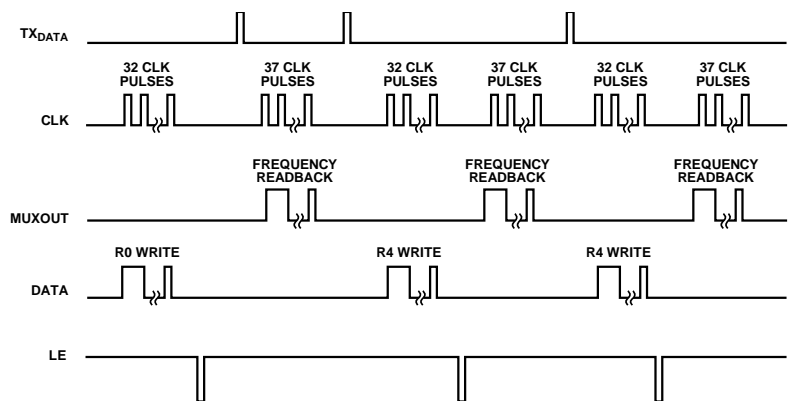 TXDATA
32 CLK
PULSES
37 CLK
PULSES
32 CLK
PULSES
37 CLK
PULSES
32 CLK
PULSES
37 CLK
PULSES
CLK
FREQUENCY
READBACK
FREQUENCY
READBACK
FREQUENCY
READBACK
MUXOUT
R0 WRITE
R4 WRITE
R4 WRITE
DATA
LE